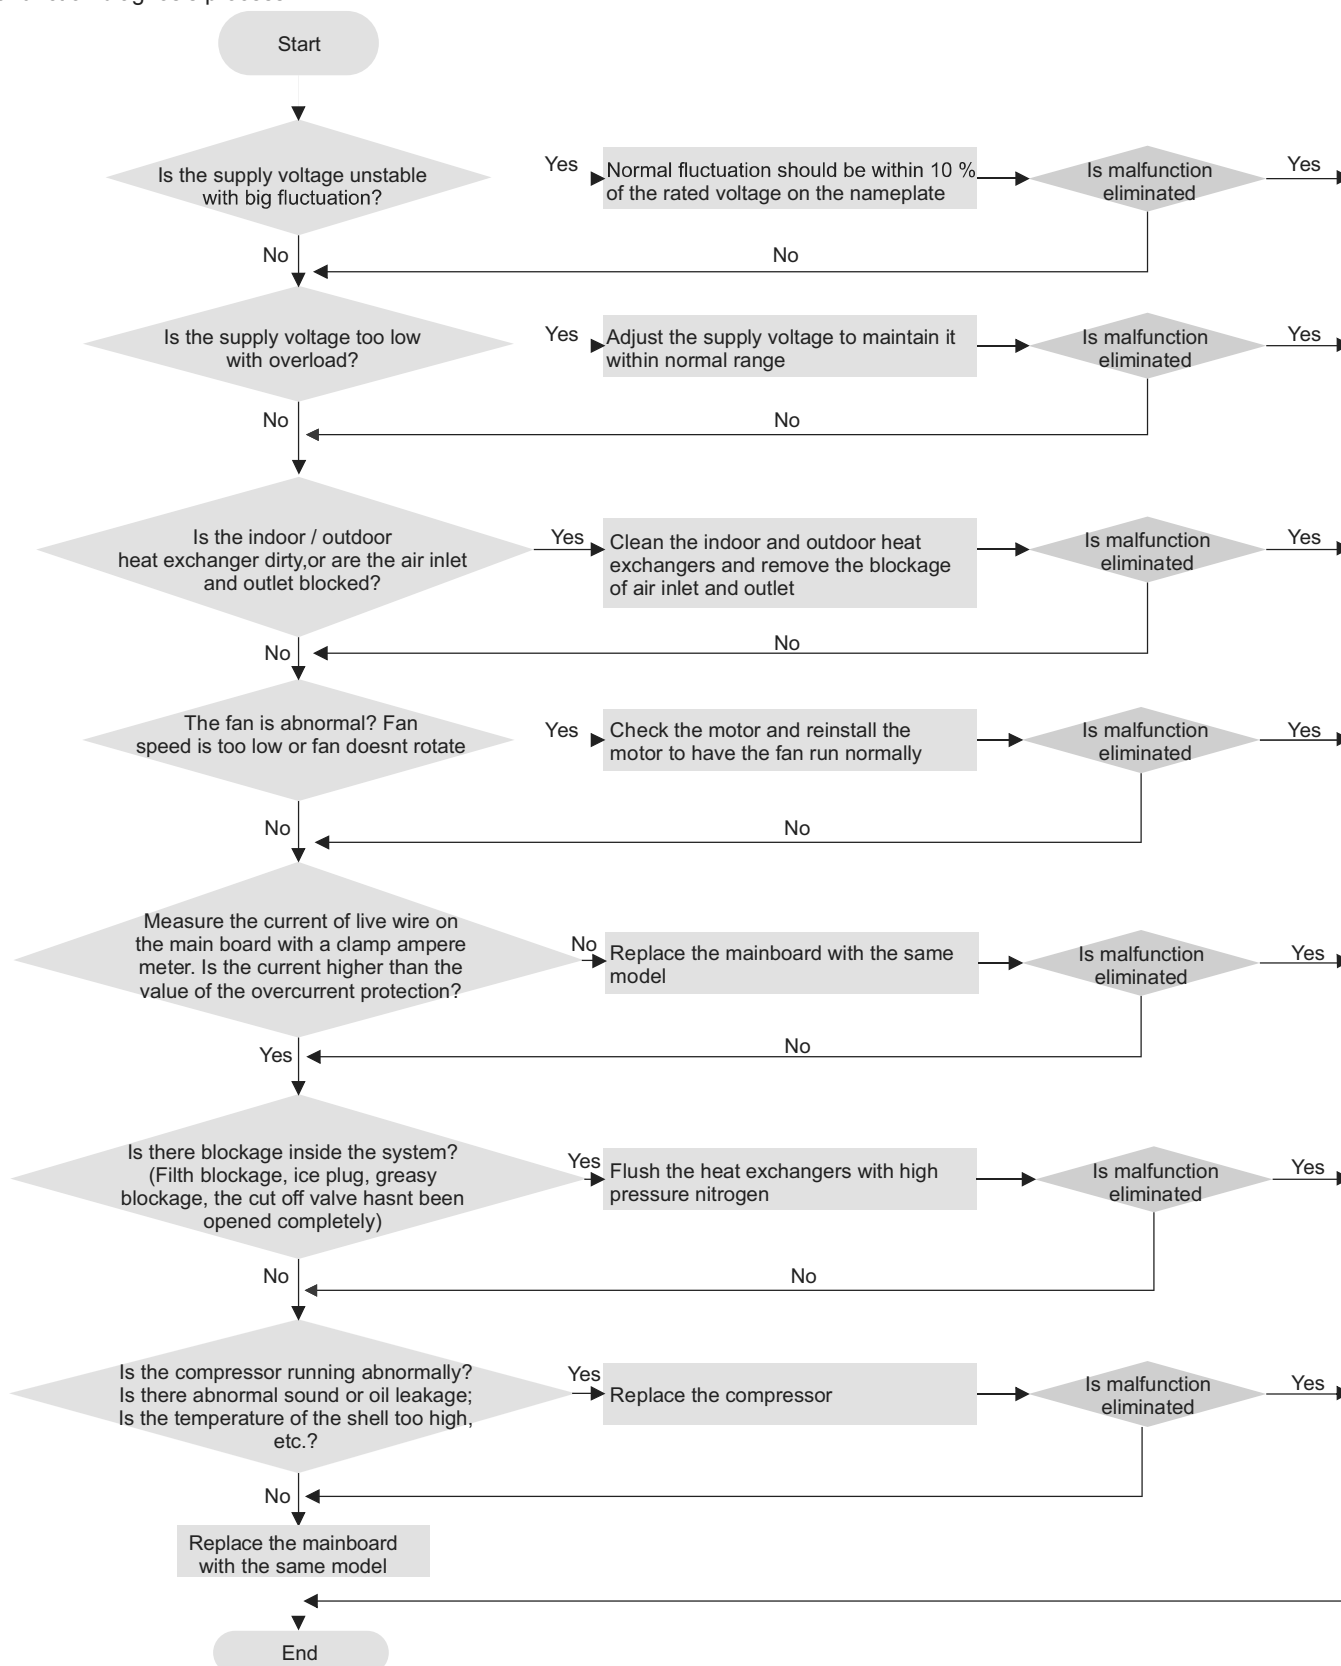 Start
Is the supply voltage unstable
with big fluctuation?
Yes
Normal fluctuation should be within 10 %
of the rated voltage on the nameplate
Is malfunction
eliminated
Yes
No
No
Is the supply voltage too low
with overload?
Yes
Adjust the supply voltage to maintain it
within normal range
Is malfunction
eliminated
Yes
No
No
Is the indoor / outdoor
heat exchanger dirty,or are the air inlet
and outlet blocked?
Yes
Clean the indoor and outdoor heat
exchangers and remove the blockage
of air inlet and outlet
Is malfunction
eliminated
Yes
No
No
The fan is abnormal? Fan
speed is too low or fan doesnt rotate
Yes
Check the motor and reinstall the
motor to have the fan run normally
Is malfunction
eliminated
Yes
No
No
Measure the current of live wire on
the main board with a clamp ampere
meter. Is the current higher than the
value of the overcurrent protection?
No
Replace the mainboard with the same
model
Is malfunction
eliminated
Yes
Yes
No
Is there blockage inside the system?
(Filth blockage, ice plug, greasy
blockage, the cut off valve hasnt been
opened completely)
Yes
Flush the heat exchangers with high
pressure nitrogen
Is malfunction
eliminated
Yes
No
No
Is the compressor running abnormally?
Is there abnormal sound or oil leakage;
Is the temperature of the shell too high,
etc.?
Yes
Replace the compressor
Is malfunction
eliminated
Yes
No
Replace the mainboard
with the same model
End